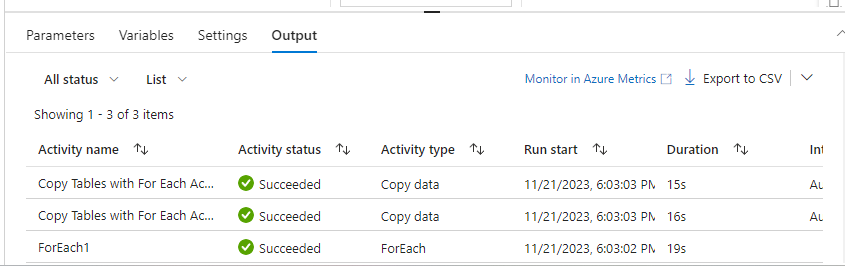 Parameters Variables Settings Output
All status List Monitor in Azure Metrics Export to CSV
Showing 1 - 3 of 3 items
Activity name Activity status Activity type Run start Duration Int
Copy Tables with For Each Ac... Succeeded Copy data 11/21/2023, 6:03:03 PM 15s Au
Copy Tables with For Each Ac... Succeeded Copy data 11/21/2023, 6:03:03 PM 16s Au
ForEach1 Succeeded ForEach 11/21/2023, 6:03:02 PM 19s